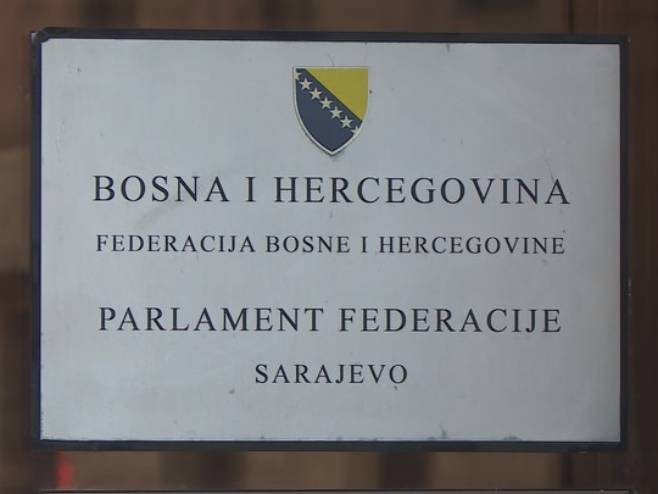 BOSNA I HERCEGOVINA
FEDERACIJA BOSNE I HERCEGOVINE
PARLAMENT FEDERACIJE
SARAJEVO